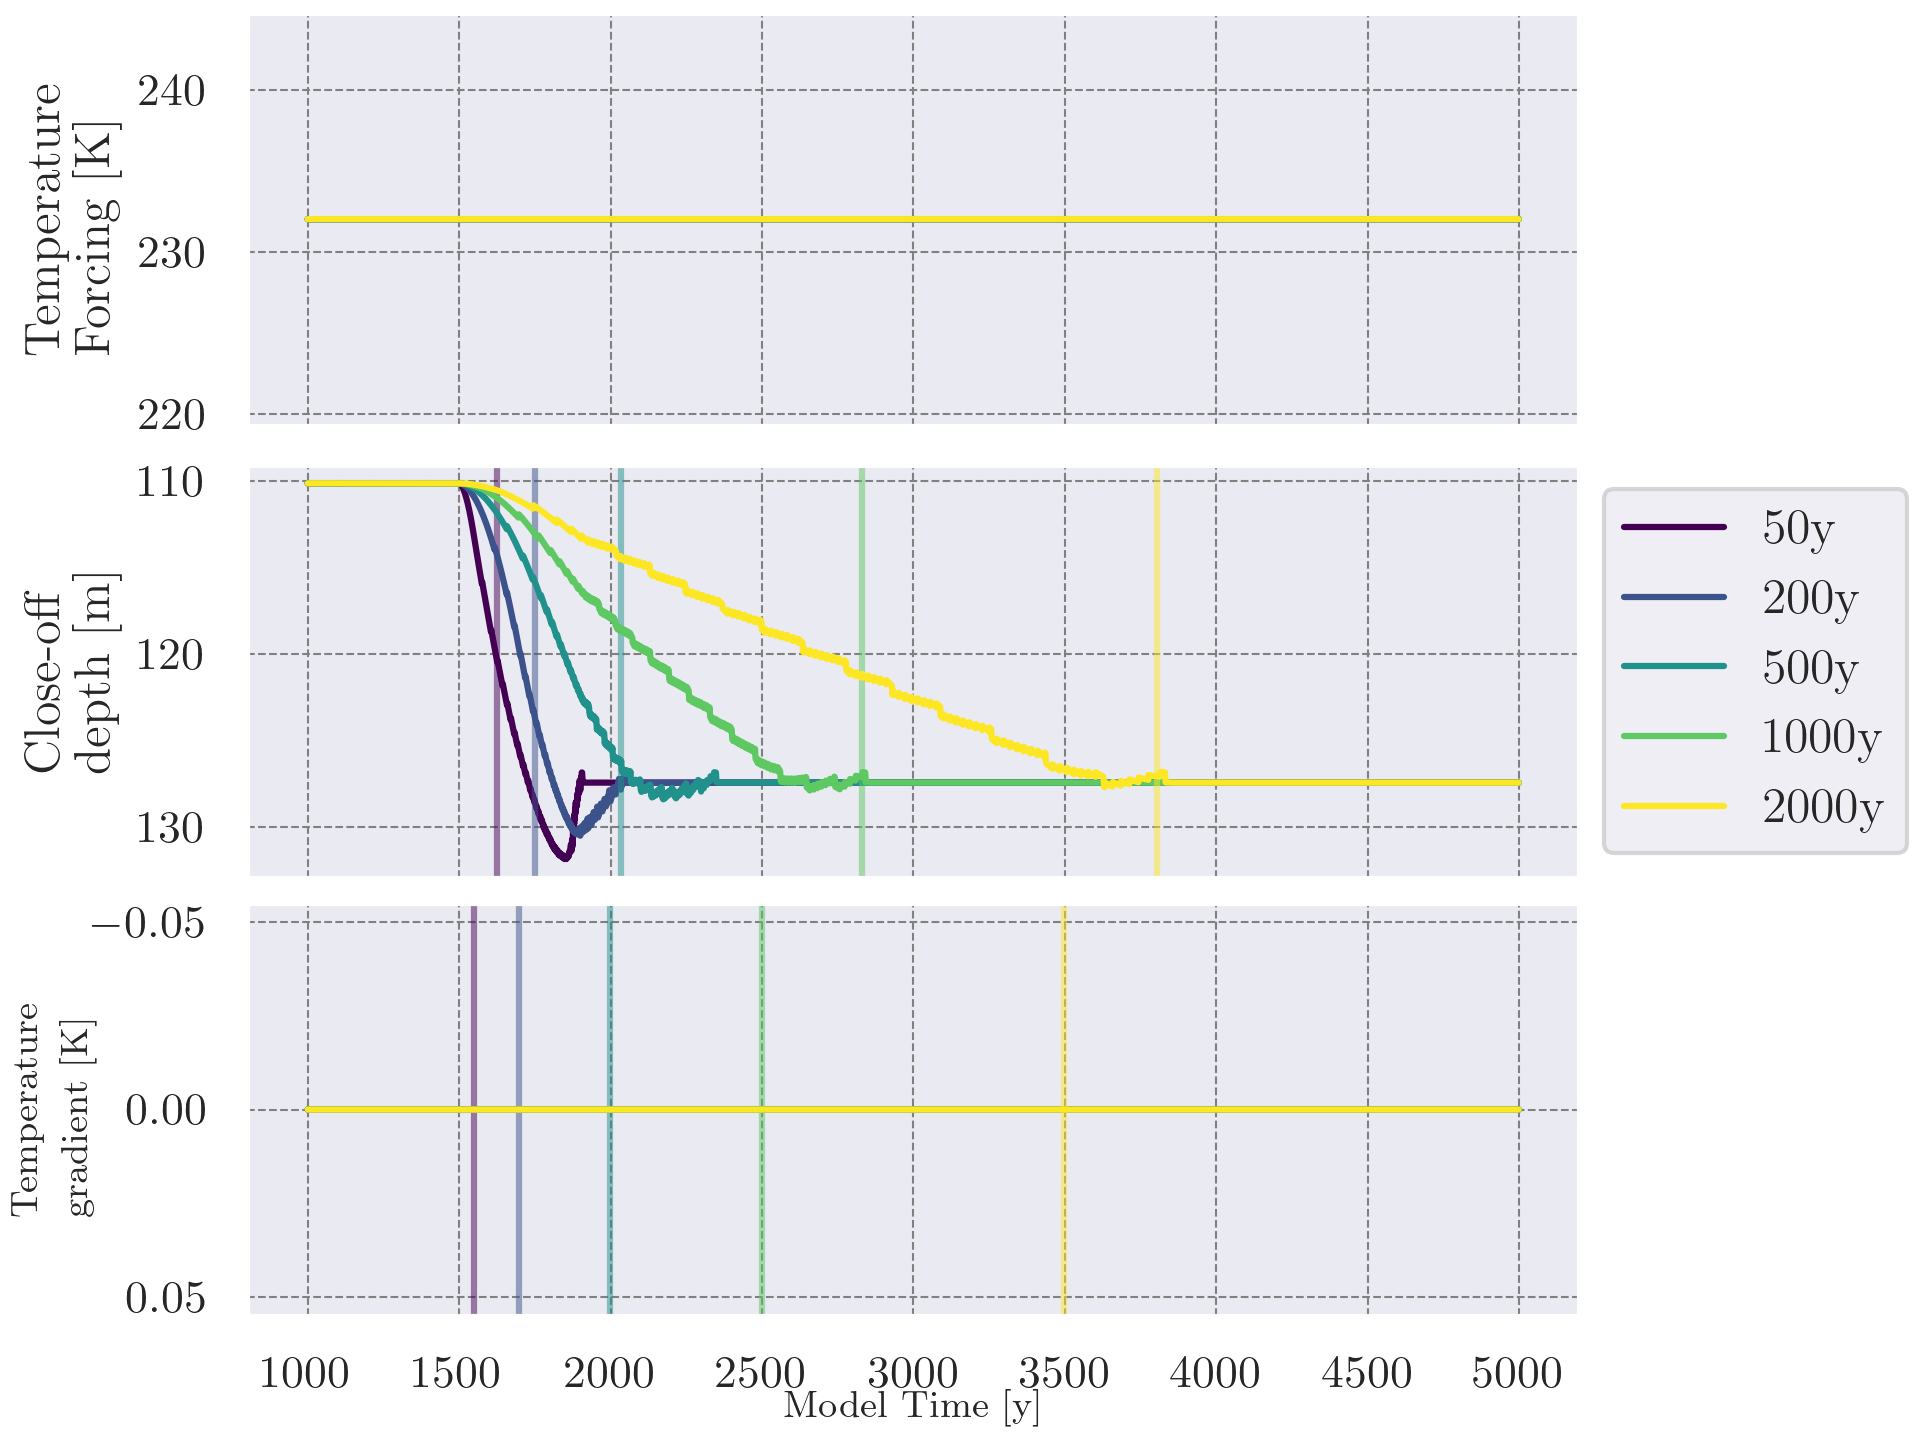 Temperature
Forcing [K]
240
230
220
Close-off
depth [m]
110
120
130
50y
200y
500y
1000y
2000y
Temperature
gradient [K]
−0.05
0.00
0.05
1000 1500 2000 2500 3000 3500 4000 4500 5000
Model Time [y]